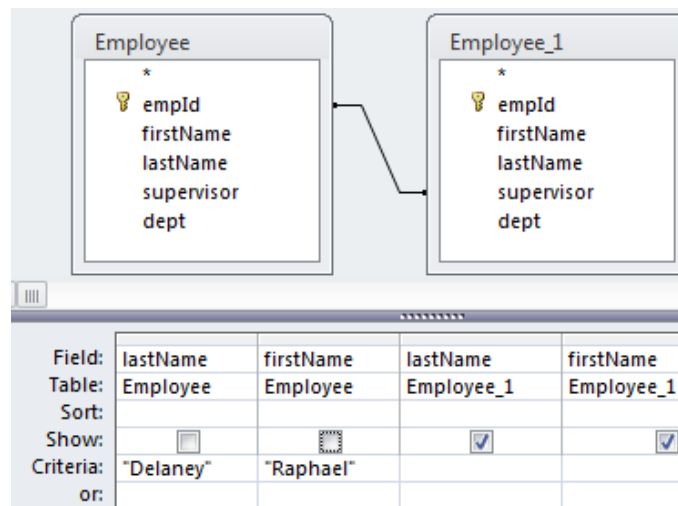 Employee
*
empId
firstName
lastName
supervisor
dept
Employee_1
*
empId
firstName
lastName
supervisor
dept
Field: lastName firstName lastName firstName
Table: Employee Employee Employee_1 Employee_1
Sort:
Show:
Criteria: "Delaney" "Raphael"
or: